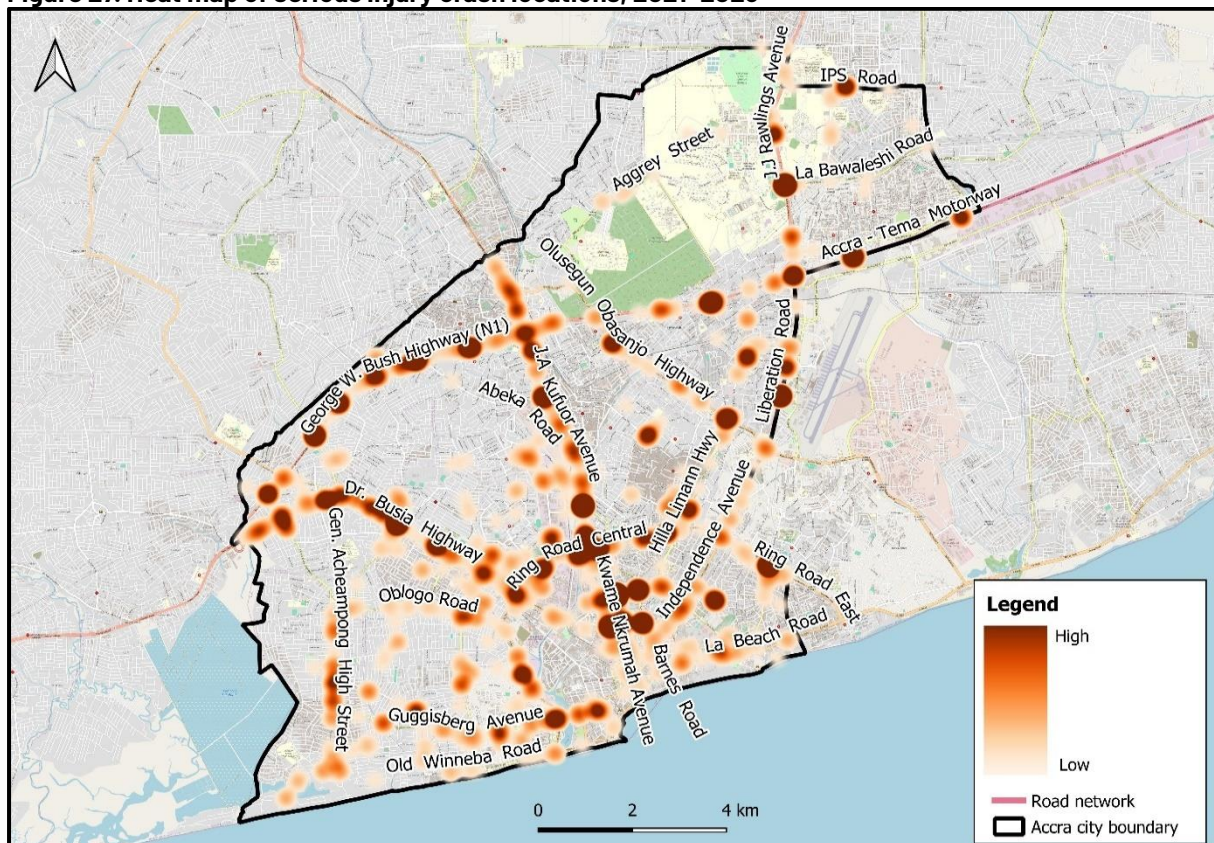 IPS Road
J.J Rawlings Avenue
Aggrey Street
La Bawaleshi Road
Accra - Tema Motorway
Olusegun Obasanjo Highway
George W. Bush Highway (N1)
J.A Kufuor Avenue
Liberation Road
Abeka Road
Hilla Limann Hwy
Dr. Busia Highway
Gen. Acheampong High Street
Ring Road Central
Independence Avenue
Ring Road East
Oblogo Road
Kwame Nkrumah Avenue
La Beach Road
Barnes Road
Guggisberg Avenue
Old Winneba Road
0 2 4 km
Legend
High
Low
Road network
Accra city boundary